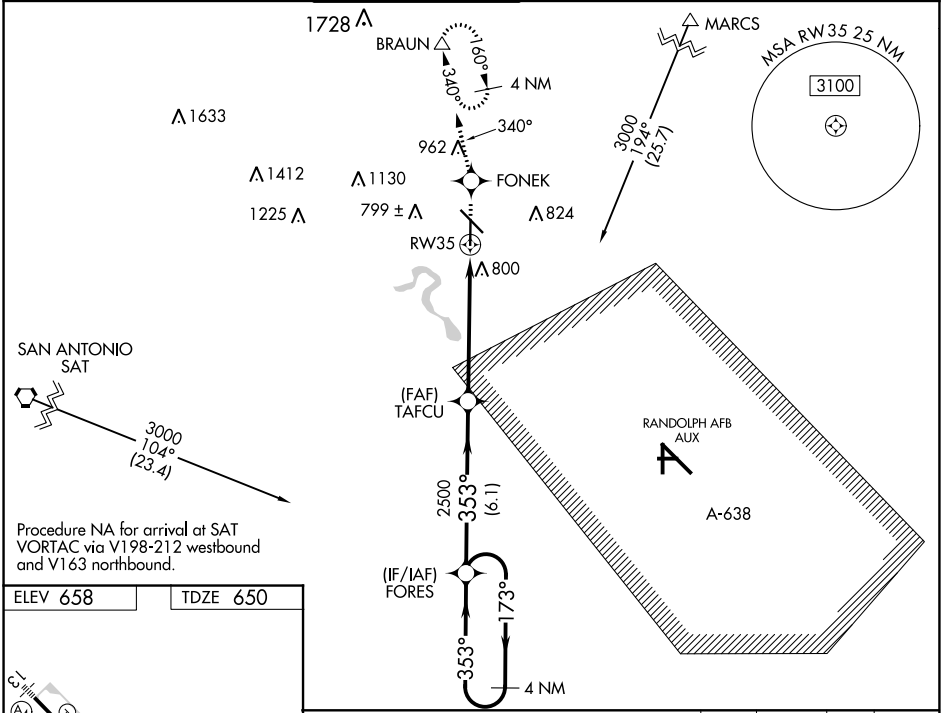 1728
BRAUN
340°
160°
4 NM
MARCS
MSA RW35 25 NM
3100
1633
962
340°
3000
194°
(25.7)
1412
1130
FONEK
1225
799 ±
824
RW35
800
SAN ANTONIO
SAT
3000
104°
(23.4)
(FAF)
TAFCU
RANDOLPH AFB
AUX
A-638
2500
353°
(6.1)
Procedure NA for arrival at SAT
VORTAC via V198-212 westbound
and V163 northbound.
(IF/IAF)
FORES
173°
353°
4 NM
ELEV 658
TDZE 650
13
A